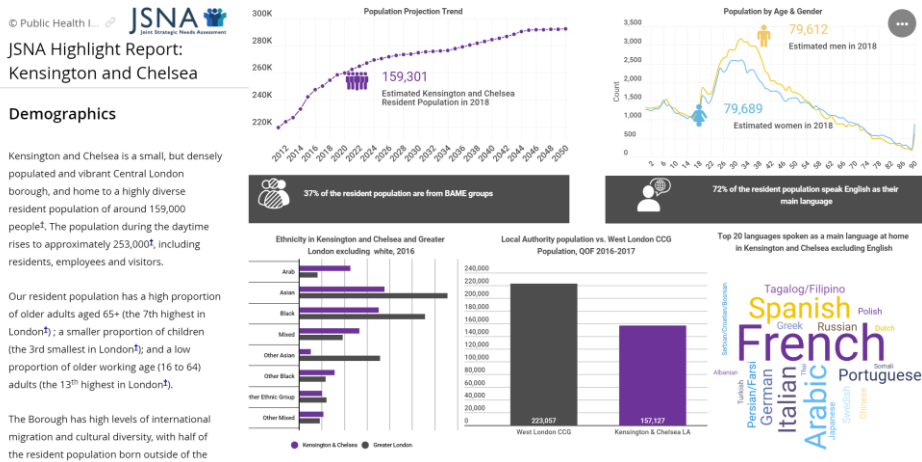 © Public Health I...
JSNA
Joint Strategic Needs Assessment
JSNA Highlight Report:
Kensington and Chelsea
Demographics
Kensington and Chelsea is a small, but densely
populated and vibrant Central London
borough, and home to a highly diverse
resident population of around 159,000
people‡. The population during the daytime
rises to approximately 253,000‡, including
residents, employees and visitors.
Our resident population has a high proportion
of older adults aged 65+ (the 7th highest in
London‡) ; a smaller proportion of children
(the 3rd smallest in London‡); and a low
proportion of older working age (16 to 64)
adults (the 13th highest in London‡).
The Borough has high levels of international
migration and cultural diversity, with half of
the resident population born outside of the
Population Projection Trend
300K
280K
260K
240K
220K
159,301
Estimated Kensington and Chelsea
Resident Population in 2018
2012 2014 2016 2018 2020 2022 2024 2026 2028 2030 2032 2034 2036 2038 2040 2042 2044 2046 2048 2050
Population by Age & Gender
Count
3,500
3,000
2,500
2,000
1,500
1,000
500
0
79,612
Estimated men in 2018
79,689
Estimated women in 2018
2 6 10 14 18 22 26 30 34 38 42 46 50 54 58 62 66 70 74 78 82 86 90
37% of the resident population are from BAME groups
72% of the resident population speak English as their
main language
Ethnicity in Kensington and Chelsea and Greater
London excluding white, 2016
Arab
Asian
Black
Mixed
Other Asian
Other Black
ther Ethnic Group
Other Mixed
Kensington & Chelsea
Greater London
Local Authority population vs. West London CCG
Population, QOF 2016-2017
240,000
220,000
200,000
180,000
160,000
140,000
120,000
100,000
80,000
60,000
40,000
20,000
0
223,057
157,127
West London CCG
Kensington & Chelsea LA
Top 20 languages spoken as a main language at home
in Kensington and Chelsea excluding English
Serbian/Croatian/Bosnian
Tagalog/Filipino
Spanish
Polish
Greek
Russian
Dutch
French
Albanian
Turkish
Persian/Farsi
German
Italian
Thai
Arabic
Somali
Portuguese
Japanese
Swedish
Chinese